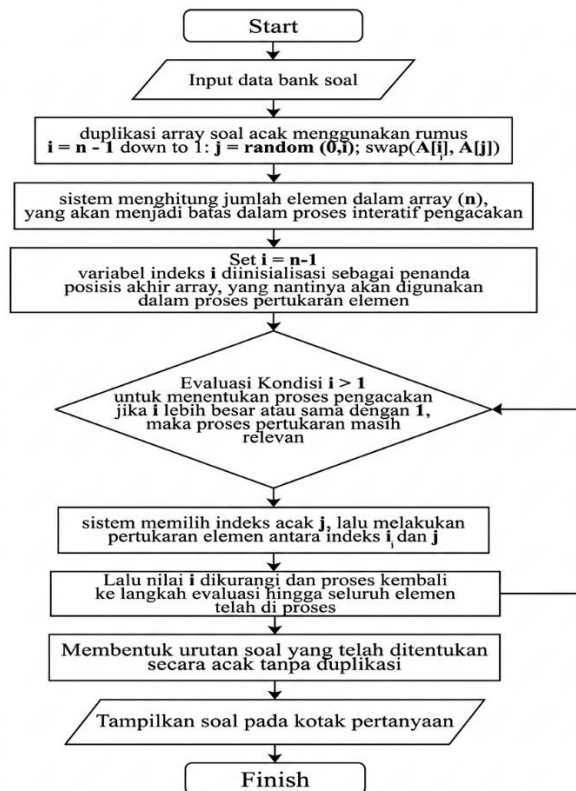 Start
Input data bank soal
duplikasi array soal acak menggunakan rumus
i = n - 1 down to 1: j = random (0,i); swap(A[i], A[j])
sistem menghitung jumlah elemen dalam array (n),
yang akan menjadi batas dalam proses interatif pengacakan
Set i = n-1
variabel indeks i diinisialisasi sebagai penanda
posisis akhir array, yang nantinya akan digunakan
dalam proses pertukaran elemen
Evaluasi Kondisi i > 1
untuk menentukan proses pengacakan
jika i lebih besar atau sama dengan 1,
maka proses pertukaran masih
relevan
sistem memilih indeks acak j, lalu melakukan
pertukaran elemen antara indeks i dan j
Lalu nilai i dikurangi dan proses kembali
ke langkah evaluasi hingga seluruh elemen
telah di proses
Membentuk urutan soal yang telah ditentukan
secara acak tanpa duplikasi
Tampilkan soal pada kotak pertanyaan
Finish